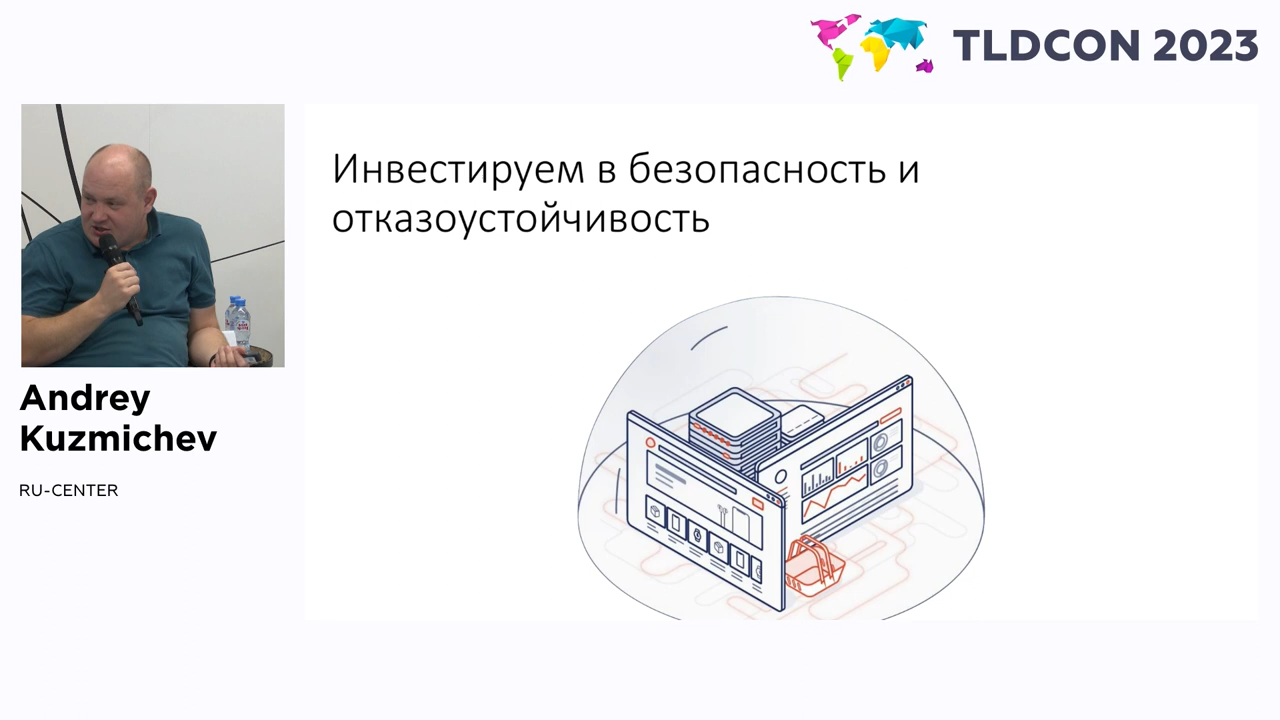 TLDCON 2023
Инвестируем в безопасность и
отказоустойчивость
Andrey
Kuzmichev
RU-CENTER